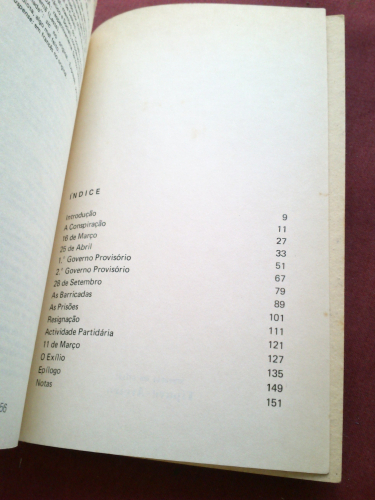 ÍNDICE
Introdução 9
A Conspiração 11
16 de Março 27
25 de Abril 33
1.º Governo Provisório 51
2.º Governo Provisório 67
28 de Setembro 79
As Barricadas 89
As Prisões 101
Resignação 111
Actividade Partidária 121
11 de Março 127
O Exílio 135
Epílogo 149
Notas 151